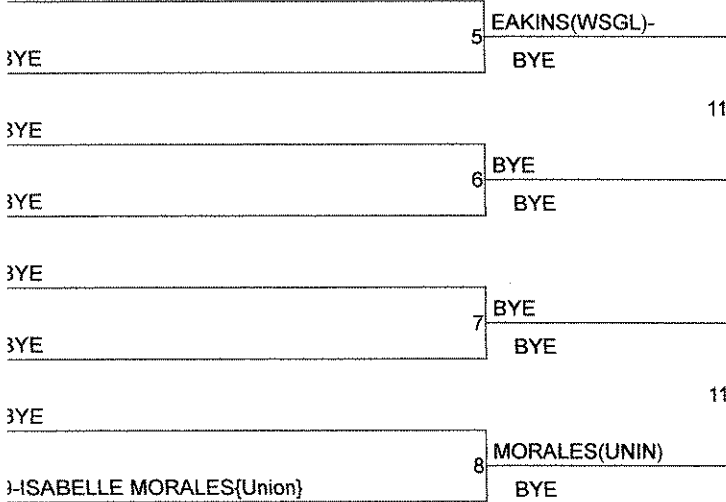 EAKINS(WSGL)-
5
BYE
BYE
11
BYE
BYE
6
BYE
BYE
BYE
BYE
7
BYE
BYE
11
BYE
MORALES(UNIN)
8
-ISABELLE MORALES{Union}
BYE